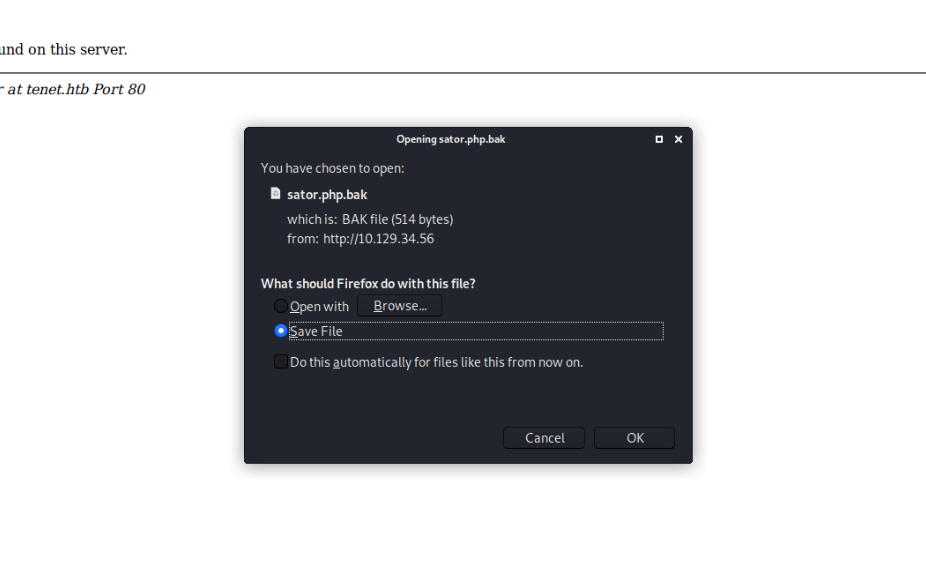 und on this server.
r at tenet.htb Port 80
Opening sator.php.bak
You have chosen to open:
sator.php.bak
which is: BAK file (514 bytes)
from: http://10.129.34.56
What should Firefox do with this file?
Open with Browse...
Save File
Do this automatically for files like this from now on.
Cancel OK